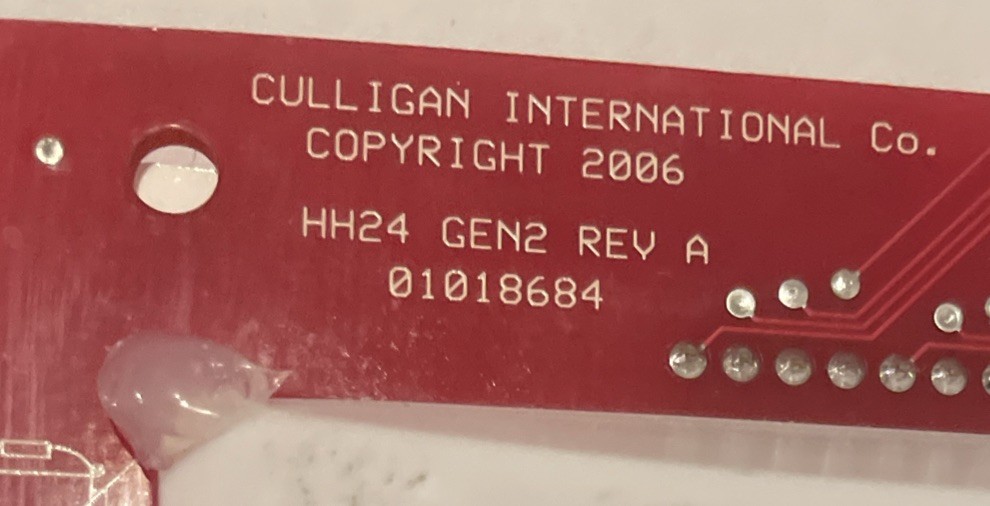 CULLIGAN INTERNATIONAL Co.
COPYRIGHT 2006
HH24 GEN2 REV A
01018684